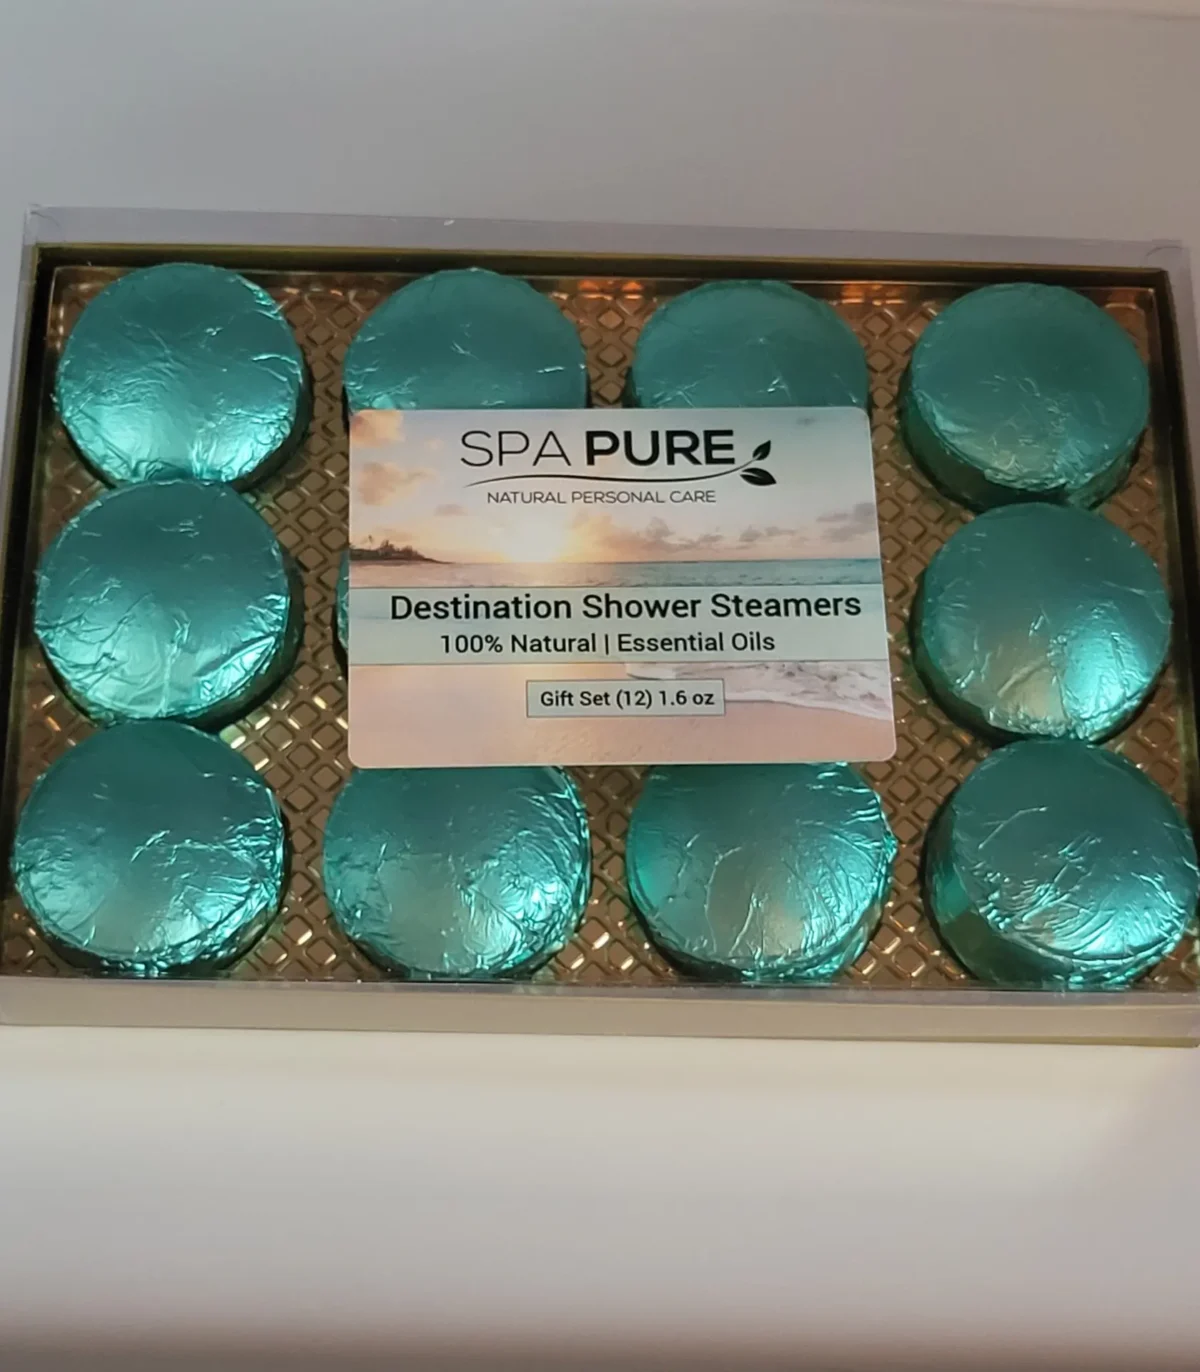 SPA PURE
NATURAL PERSONAL CARE
Destination Shower Steamers
100% Natural | Essential Oils
Gift Set (12) 1.6 oz